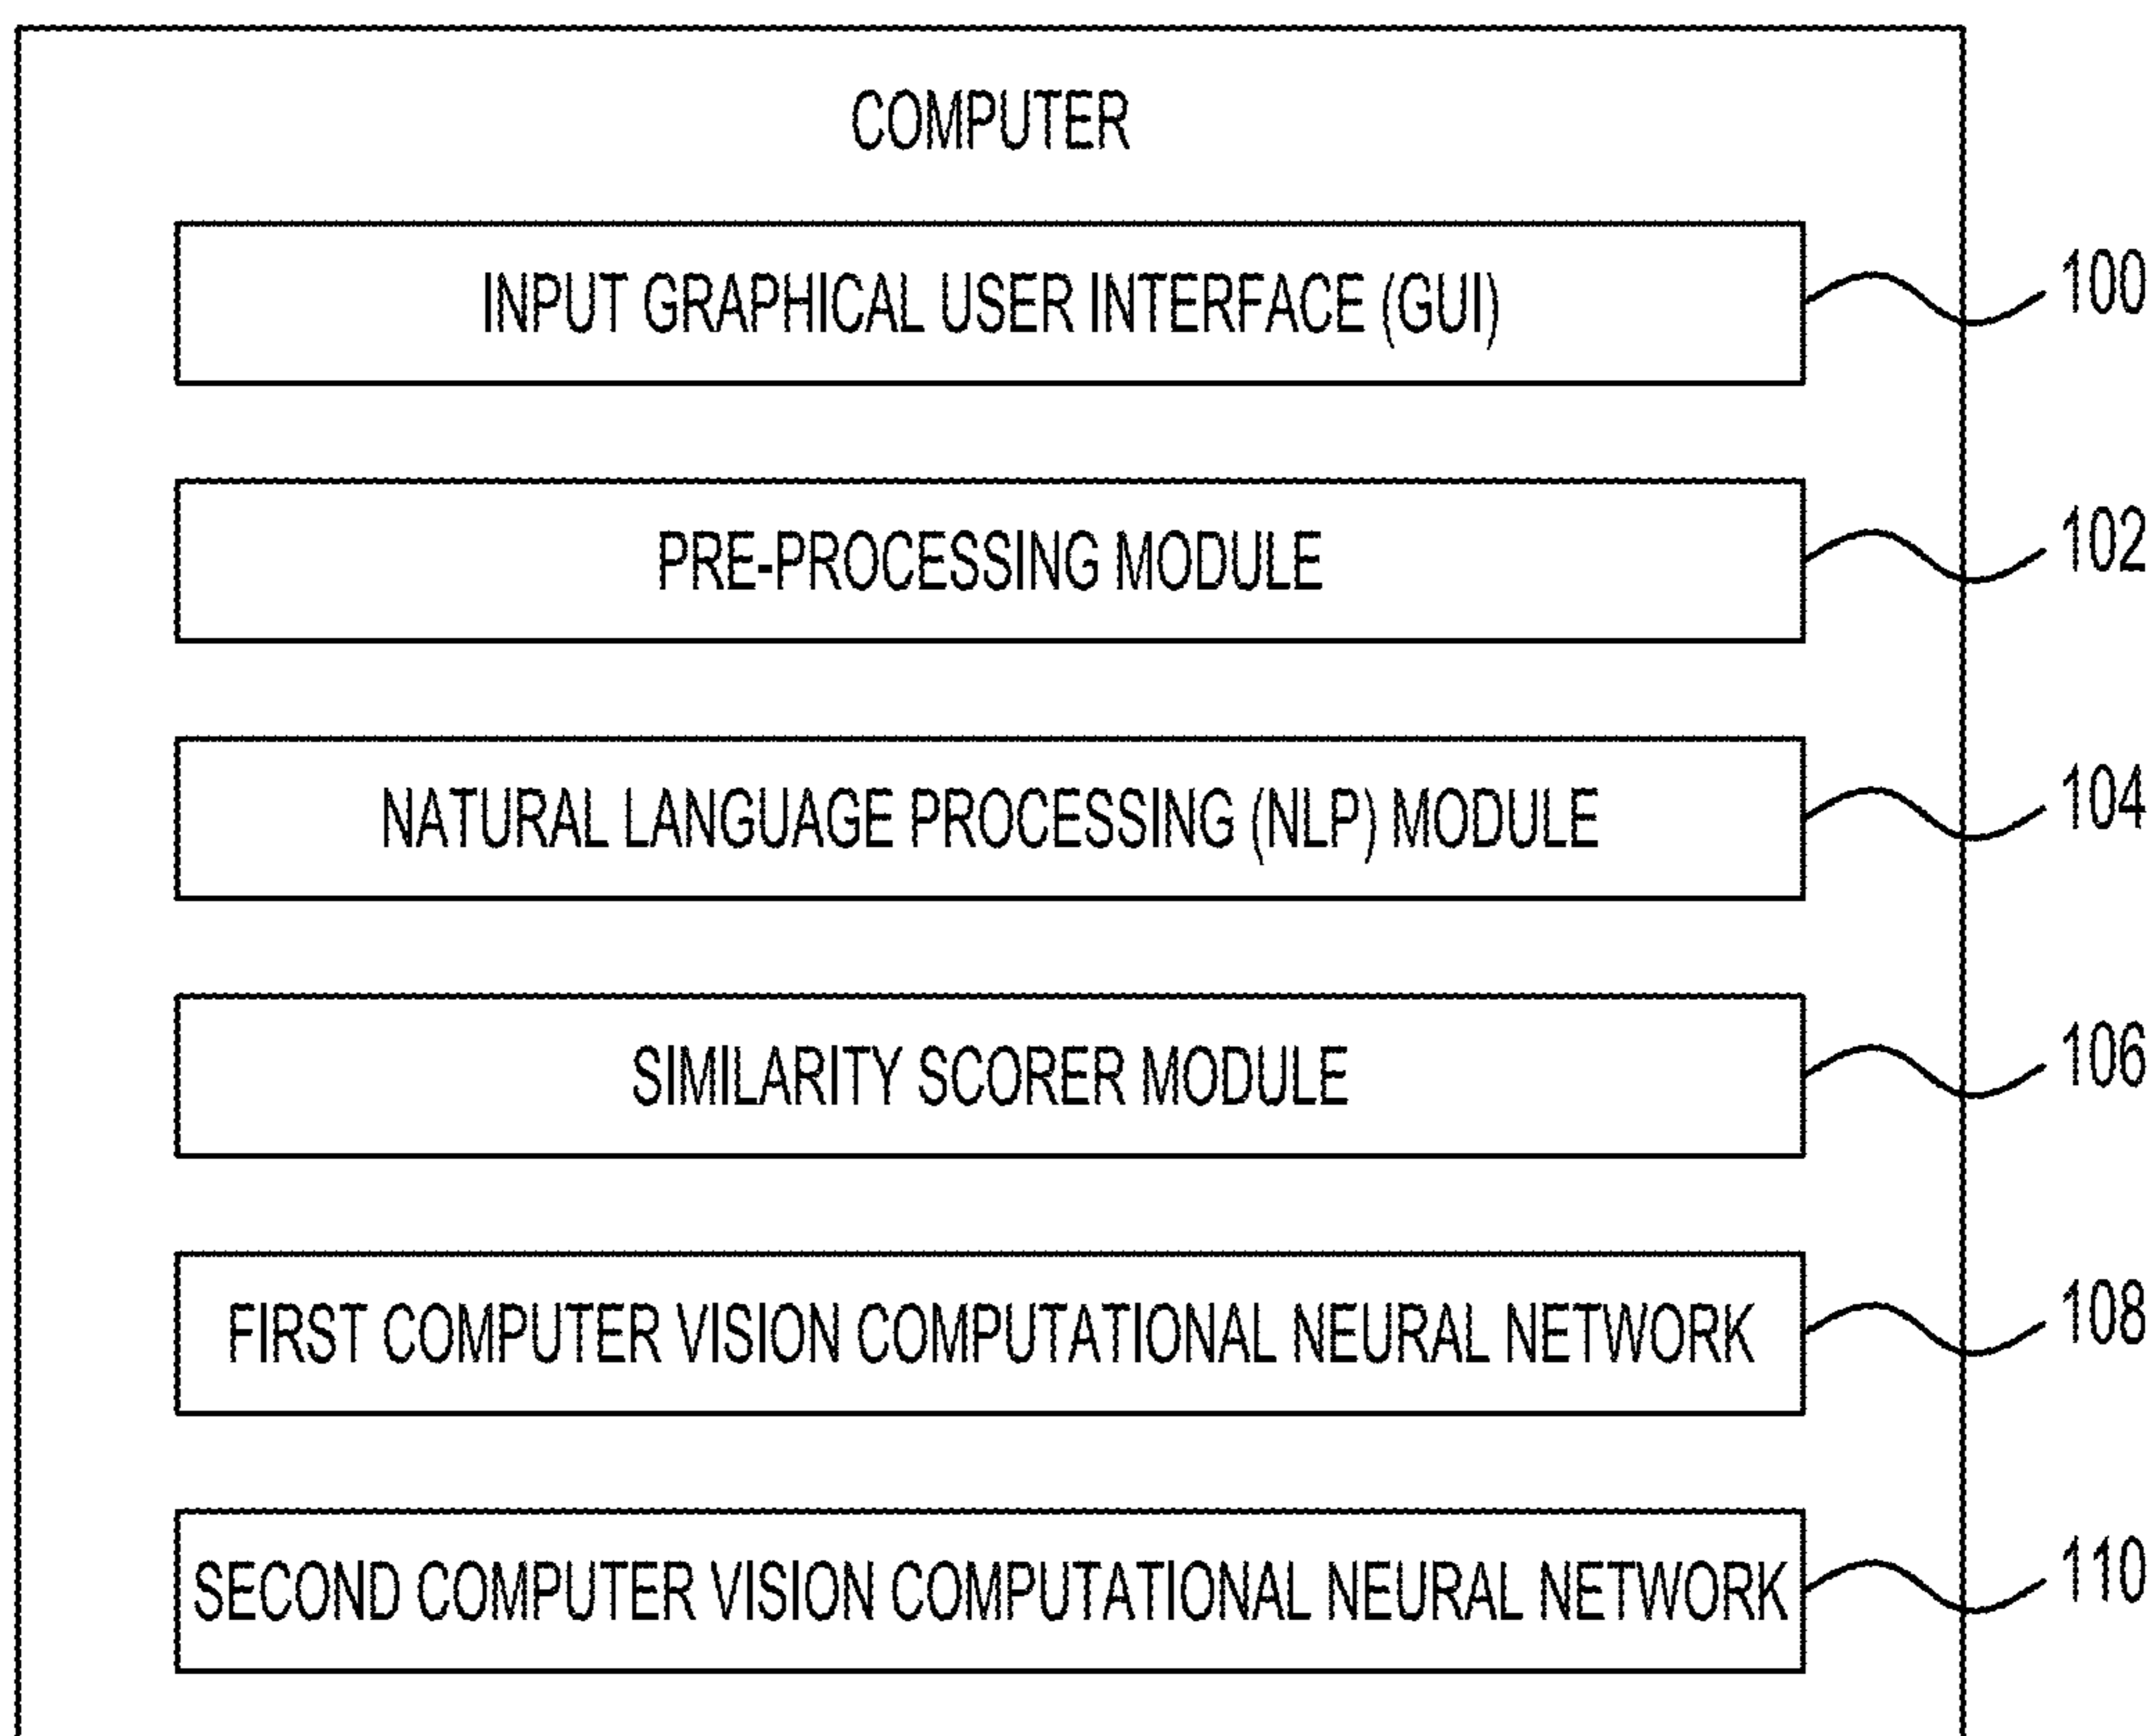 COMPUTER
INPUT GRAPHICAL USER INTERFACE (GUI)
100
PRE-PROCESSING MODULE
102
NATURAL LANGUAGE PROCESSING (NLP) MODULE
104
SIMILARITY SCORER MODULE
106
FIRST COMPUTER VISION COMPUTATIONAL NEURAL NETWORK
108
SECOND COMPUTER VISION COMPUTATIONAL NEURAL NETWORK
110